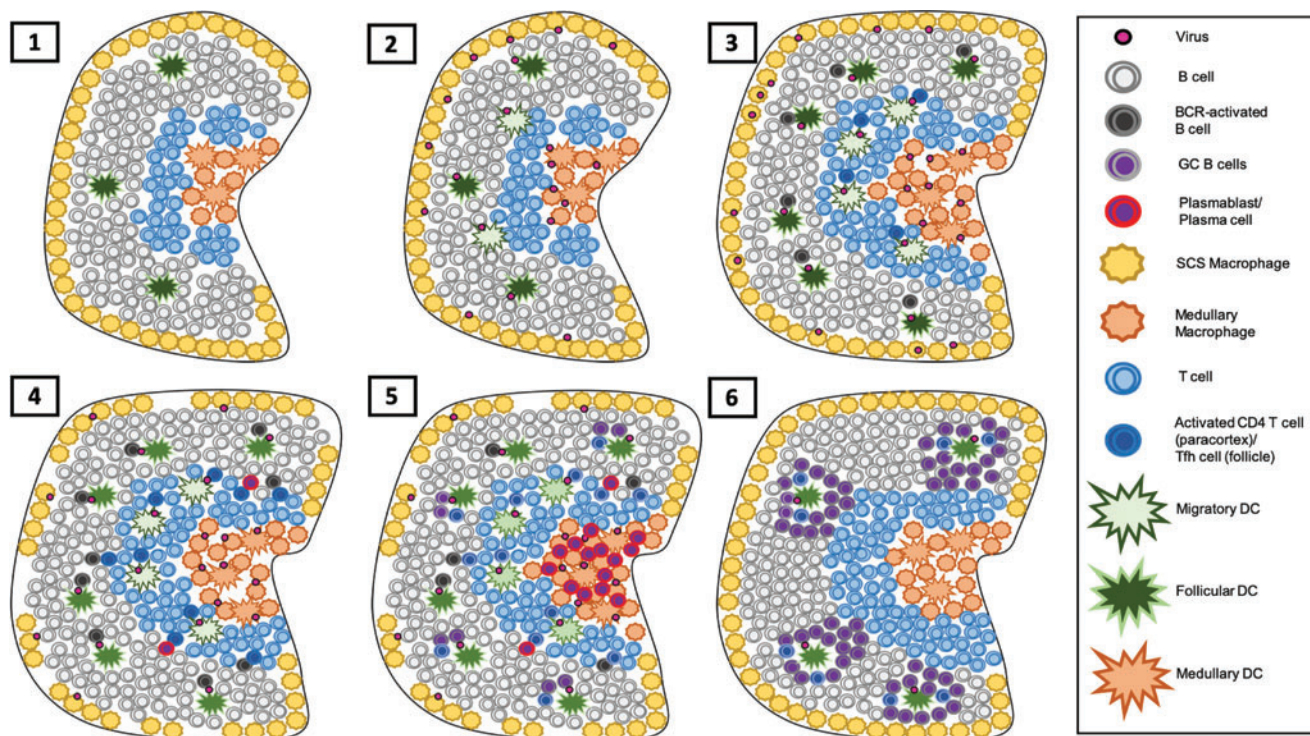 1
2
3
4
5
6
Virus
B cell
BCR-activated
B cell
GC B cells
Plasmablast/
Plasma cell
SCS Macrophage
Medullary
Macrophage
T cell
Activated CD4 T cell
(paracortex)/
Tfh cell (follicle)
Migratory DC
Follicular DC
Medullary DC